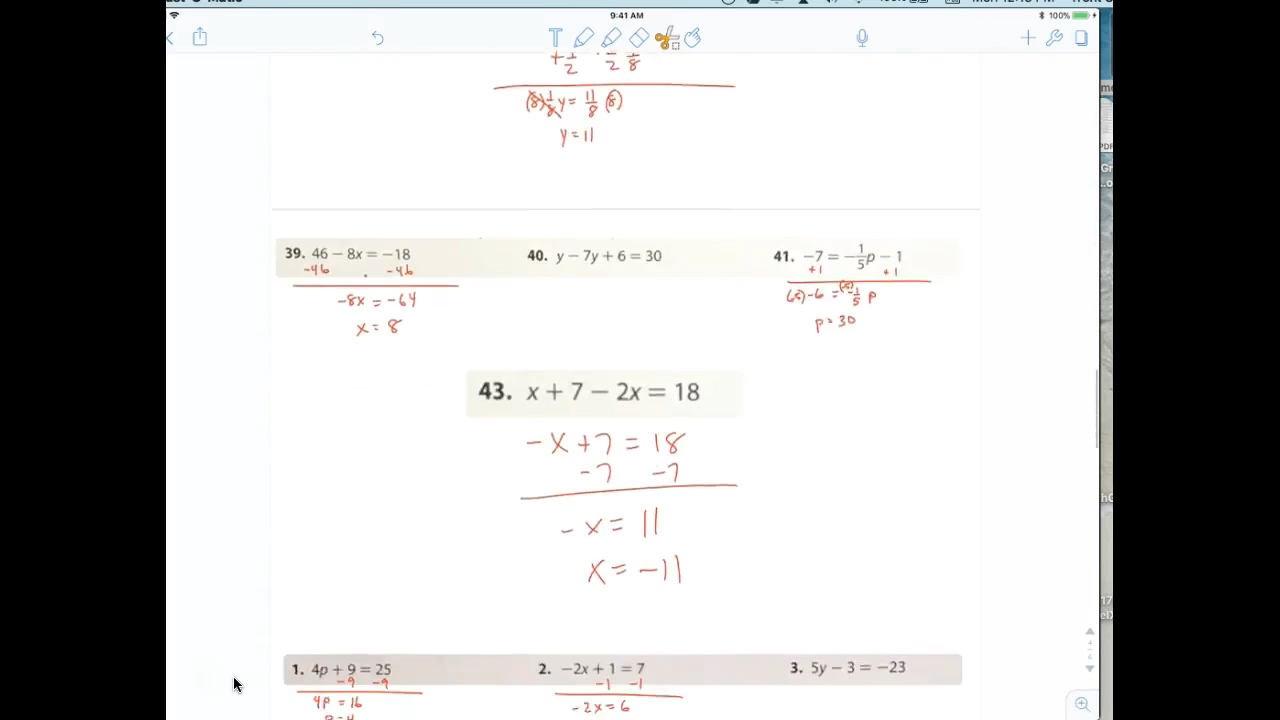 9:41 AM
100%
(8) 1/8 y = 11/8 (8)
y = 11
39. 46 − 8x = −18
-46 -46
-8x = -64
x = 8
40. y − 7y + 6 = 30
41. −7 = −1/5p − 1
+1 +1
(-5) -6 = (-5) -1/5 p
p = 30
43. x + 7 − 2x = 18
-x + 7 = 18
-7 -7
-x = 11
x = -11
1. 4p + 9 = 25
-9 -9
4p = 16
2. −2x + 1 = 7
-1 -1
-2x = 6
3. 5y − 3 = −23